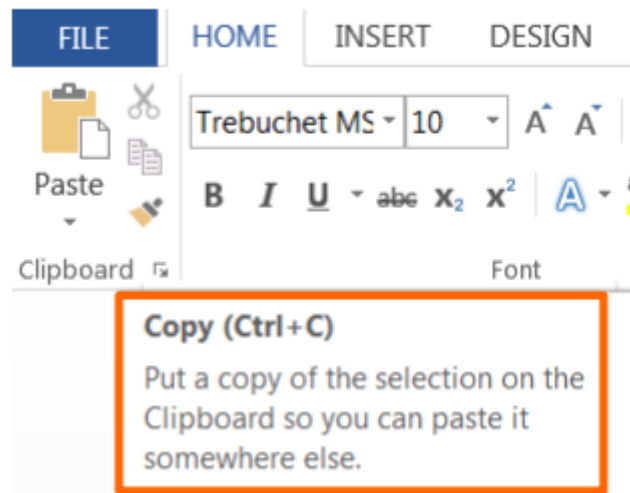 FILE HOME INSERT DESIGN
Trebuchet MS 10 A A
Paste B I U abc X₂ X² A
Clipboard Font
Copy (Ctrl+C)
Put a copy of the selection on the
Clipboard so you can paste it
somewhere else.